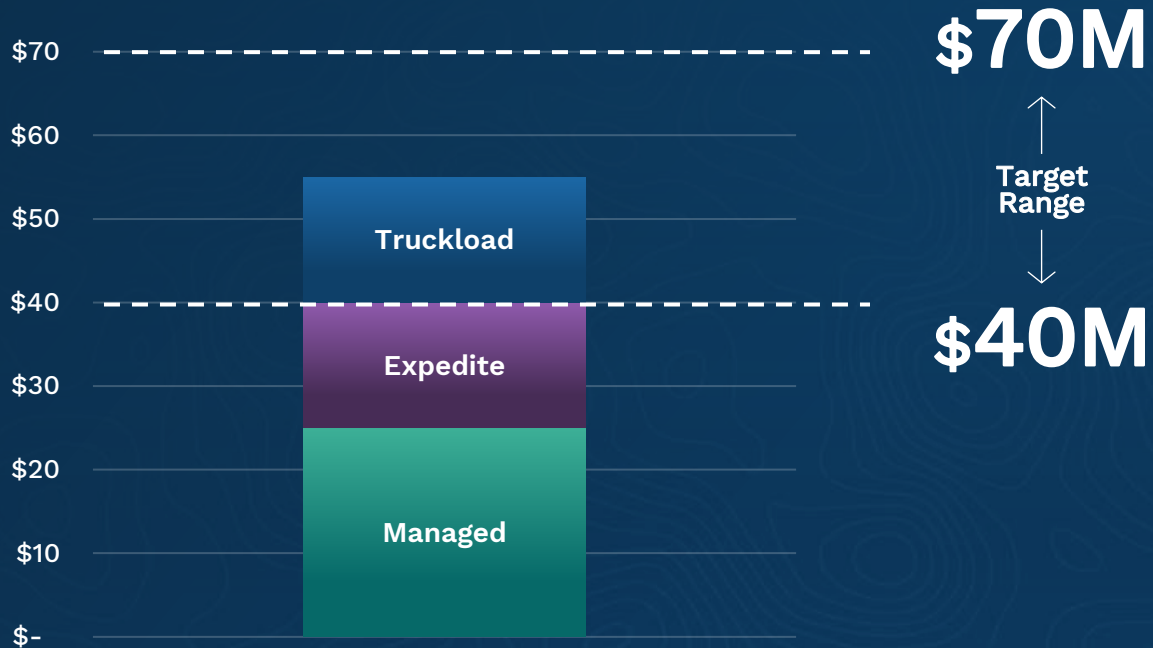 $70
$60
$50
$40
$30
$20
$10
$-
Truckload
Expedite
Managed
$70M
Target
Range
$40M